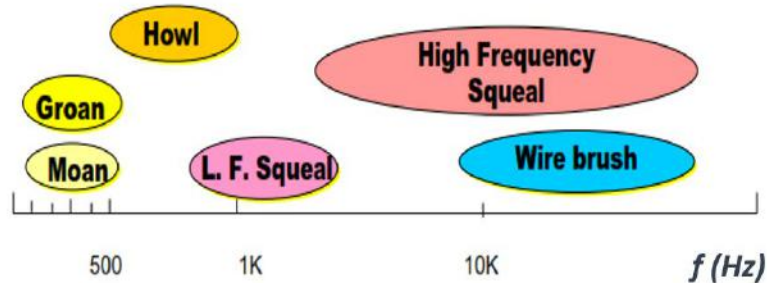 Howl
High Frequency
Squeal
Groan
Moan
L. F. Squeal
Wire brush
500
1K
10K
f (Hz)